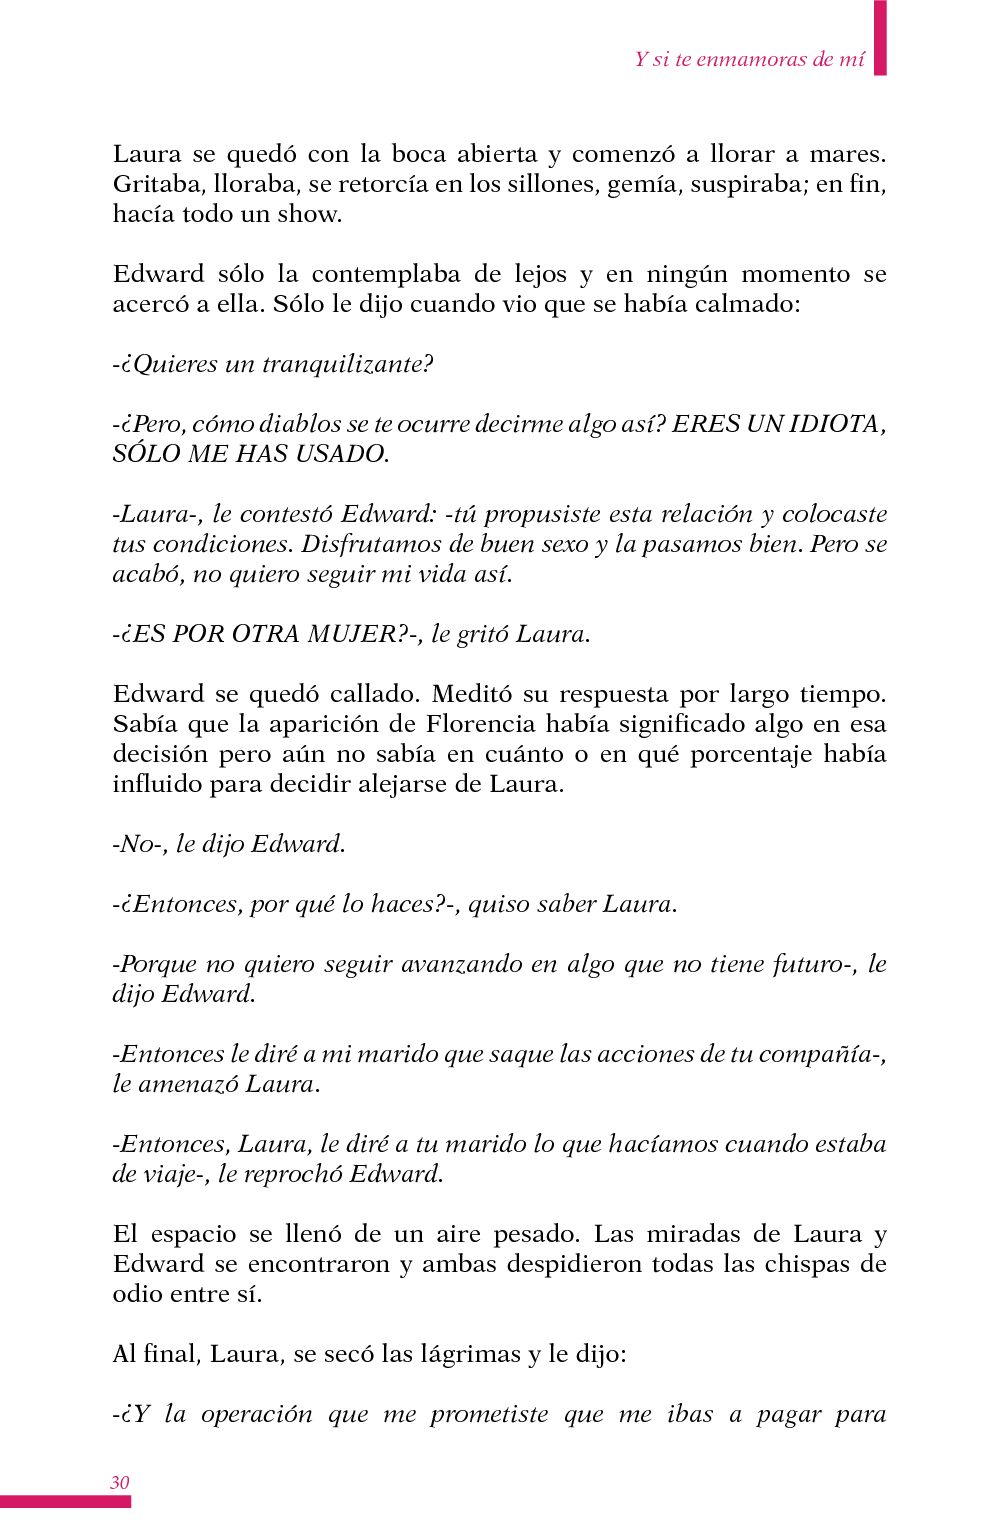 Y si te enmamoras de mí
Laura se quedó con la boca abierta y comenzó a llorar a mares.
Gritaba, lloraba, se retorcía en los sillones, gemía, suspiraba; en fin,
hacía todo un show.
Edward sólo la contemplaba de lejos y en ningún momento se
acercó a ella. Sólo le dijo cuando vio que se había calmado:
-¿Quieres un tranquilizante?
-¿Pero, cómo diablos se te ocurre decirme algo así? ERES UN IDIOTA,
SÓLO ME HAS USADO.
-Laura-, le contestó Edward: -tú propusiste esta relación y colocaste
tus condiciones. Disfrutamos de buen sexo y la pasamos bien. Pero se
acabó, no quiero seguir mi vida así.
-¿ES POR OTRA MUJER?-, le gritó Laura.
Edward se quedó callado. Meditó su respuesta por largo tiempo.
Sabía que la aparición de Florencia había significado algo en esa
decisión pero aún no sabía en cuánto o en qué porcentaje había
influido para decidir alejarse de Laura.
-No-, le dijo Edward.
-¿Entonces, por qué lo haces?-, quiso saber Laura.
-Porque no quiero seguir avanzando en algo que no tiene futuro-, le
dijo Edward.
-Entonces le diré a mi marido que saque las acciones de tu compañía-,
le amenazó Laura.
-Entonces, Laura, le diré a tu marido lo que hacíamos cuando estaba
de viaje-, le reprochó Edward.
El espacio se llenó de un aire pesado. Las miradas de Laura y
Edward se encontraron y ambas despidieron todas las chispas de
odio entre sí.
Al final, Laura, se secó las lágrimas y le dijo:
-¿Y la operación que me prometiste que me ibas a pagar para
30